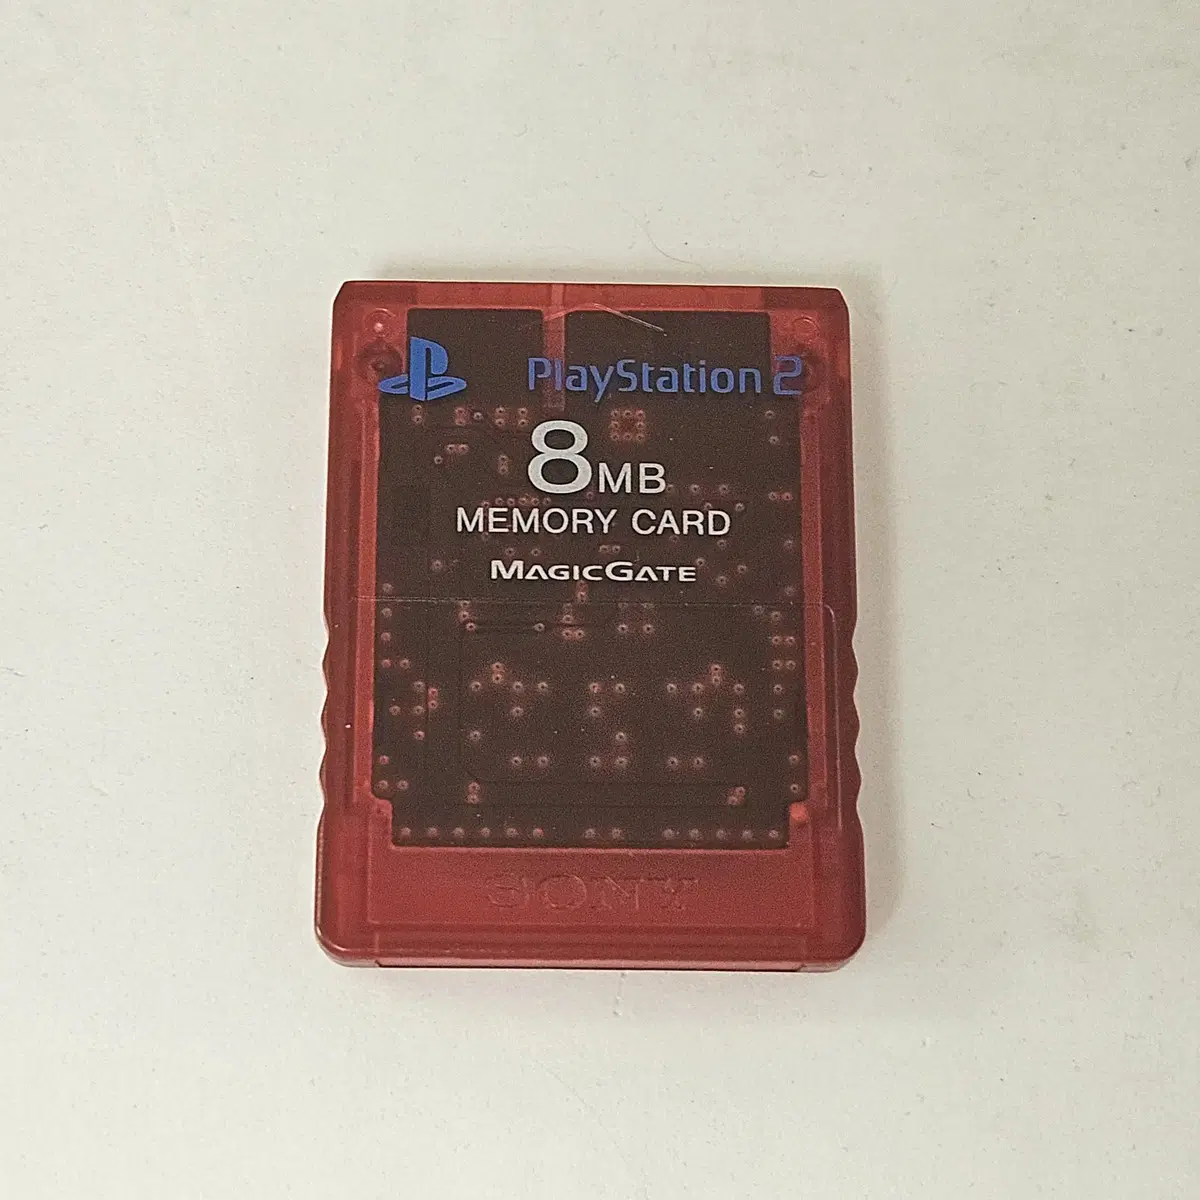 PlayStation 2
8MB
MEMORY CARD
MAGICGATE
SONY